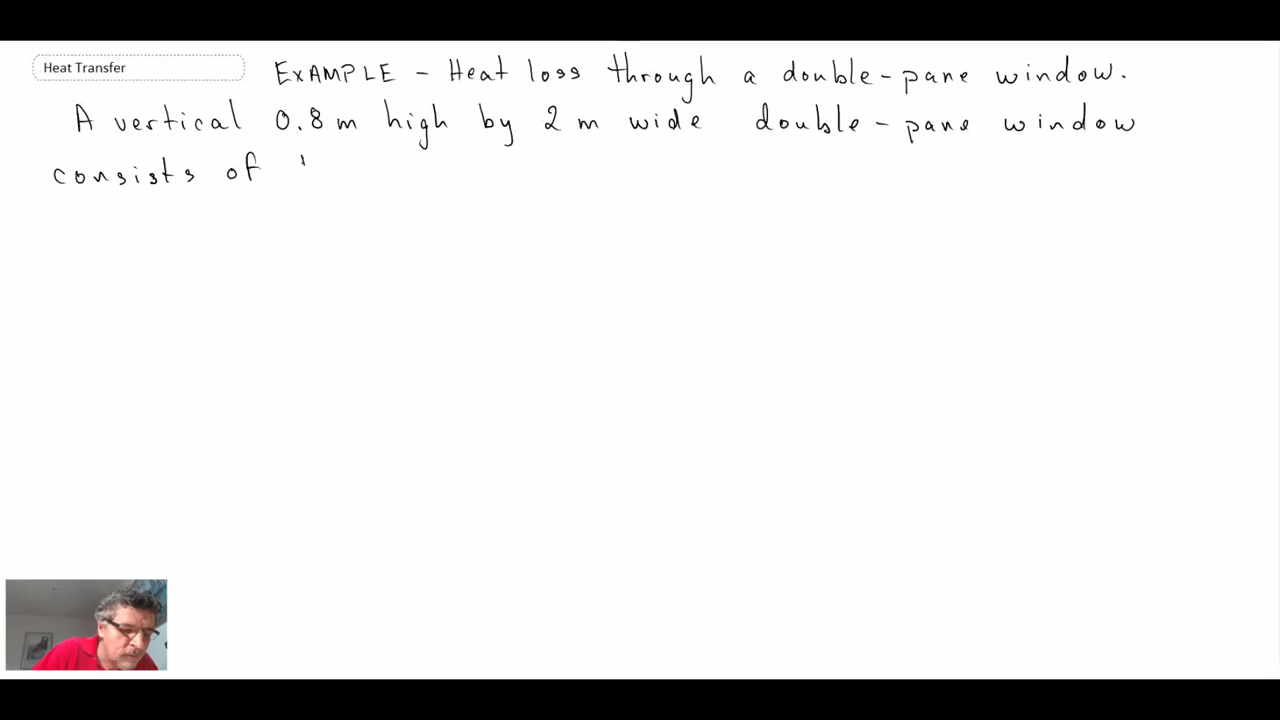 Heat Transfer
EXAMPLE - Heat loss through a double-pane window.
A vertical 0.8 m high by 2 m wide double-pane window
consists of